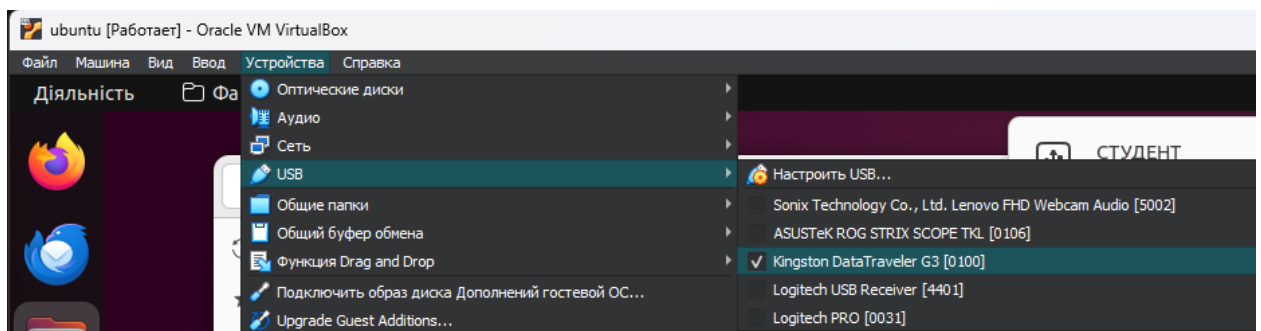 ubuntu [Работает] - Oracle VM VirtualBox
Файл Машина Вид Ввод Устройства Справка
Діяльність Фа
Оптические диски
Аудио
Сеть
USB
Общие папки
Общий буфер обмена
Функция Drag and Drop
Подключить образ диска Дополнений гостевой ОС...
Upgrade Guest Additions...
СТУДЕНТ
Настроить USB...
Sonix Technology Co., Ltd. Lenovo FHD Webcam Audio [5002]
ASUSTeK ROG STRIX SCOPE TKL [0106]
Kingston DataTraveler G3 [0100]
Logitech USB Receiver [4401]
Logitech PRO [0031]